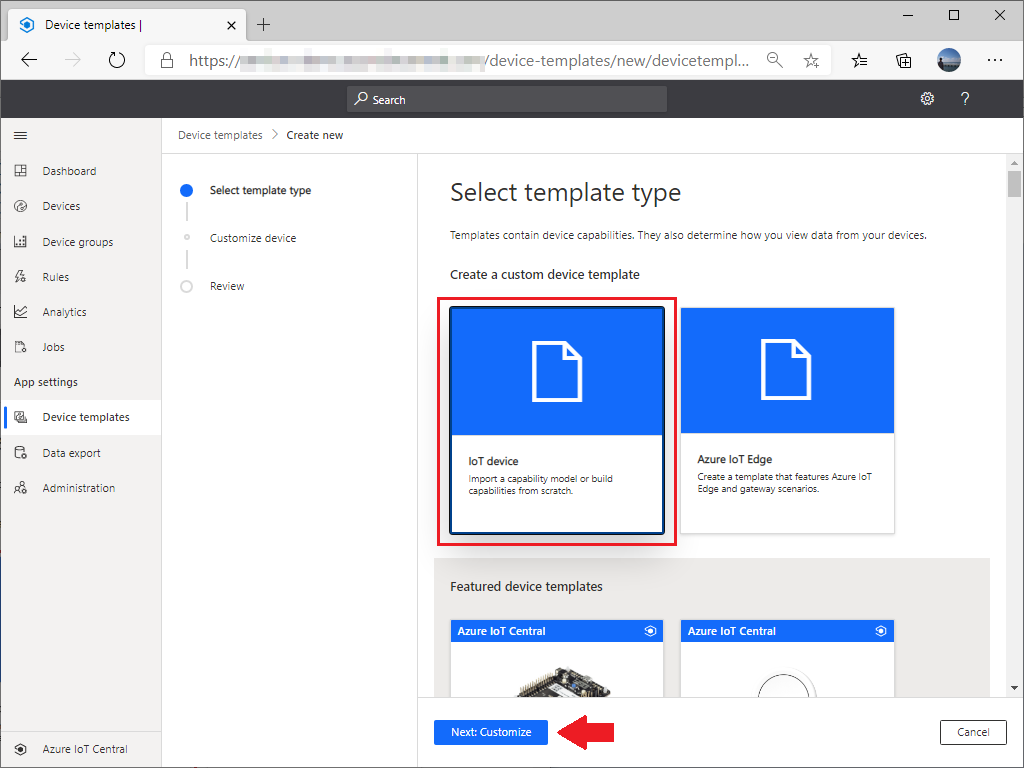 Device templates |
https://
/device-templates/new/devicetempl...
Search
?
Device templates > Create new
Dashboard
Devices
Device groups
Rules
Analytics
Jobs
App settings
Device templates
Data export
Administration
Azure IoT Central
Select template type
Customize device
Review
Select template type
Templates contain device capabilities. They also determine how you view data from your devices.
Create a custom device template
IoT device
Import a capability model or build
capabilities from scratch.
Azure IoT Edge
Create a template that features Azure IoT
Edge and gateway scenarios.
Featured device templates
Azure IoT Central
Azure IoT Central
Next: Customize
Cancel